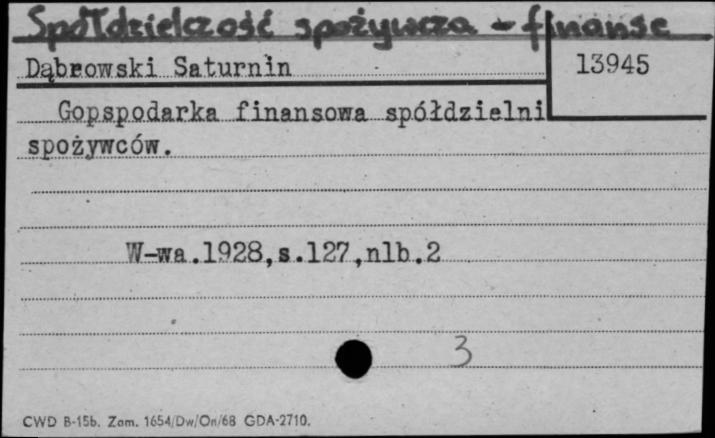 Spółdzielczość spożywcza - finanse
Dąbrowski Saturnin
13945
Gopspodarka finansowa spółdzielni
spożywców.
W-wa.1928,s.127,nlb.2
3
CWD B-15b. Zam. 1654/Dw/On/68 GDA-2710.